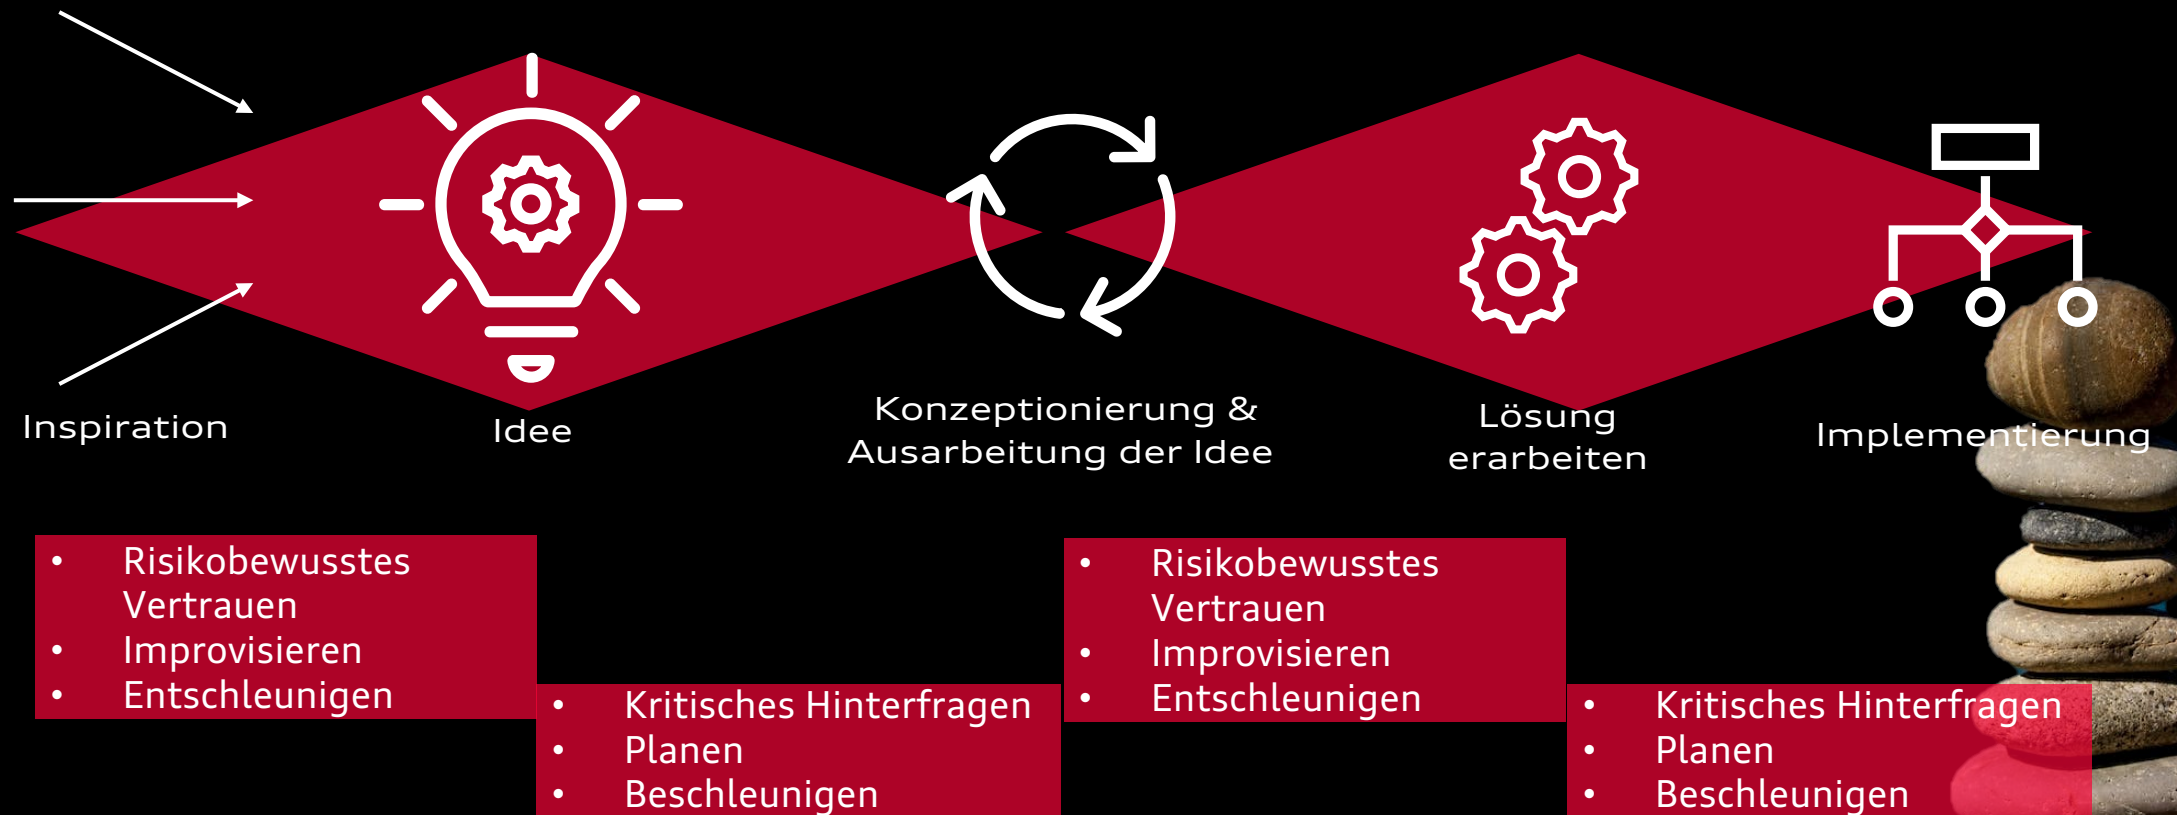 Inspiration
Idee
Konzeptionierung &
Ausarbeitung der Idee
Lösung
erarbeiten
Implementierung
• Risikobewusstes
Vertrauen
• Improvisieren
• Entschleunigen
• Kritisches Hinterfragen
• Planen
• Beschleunigen
• Risikobewusstes
Vertrauen
• Improvisieren
• Entschleunigen
• Kritisches Hinterfragen
• Planen
• Beschleunigen